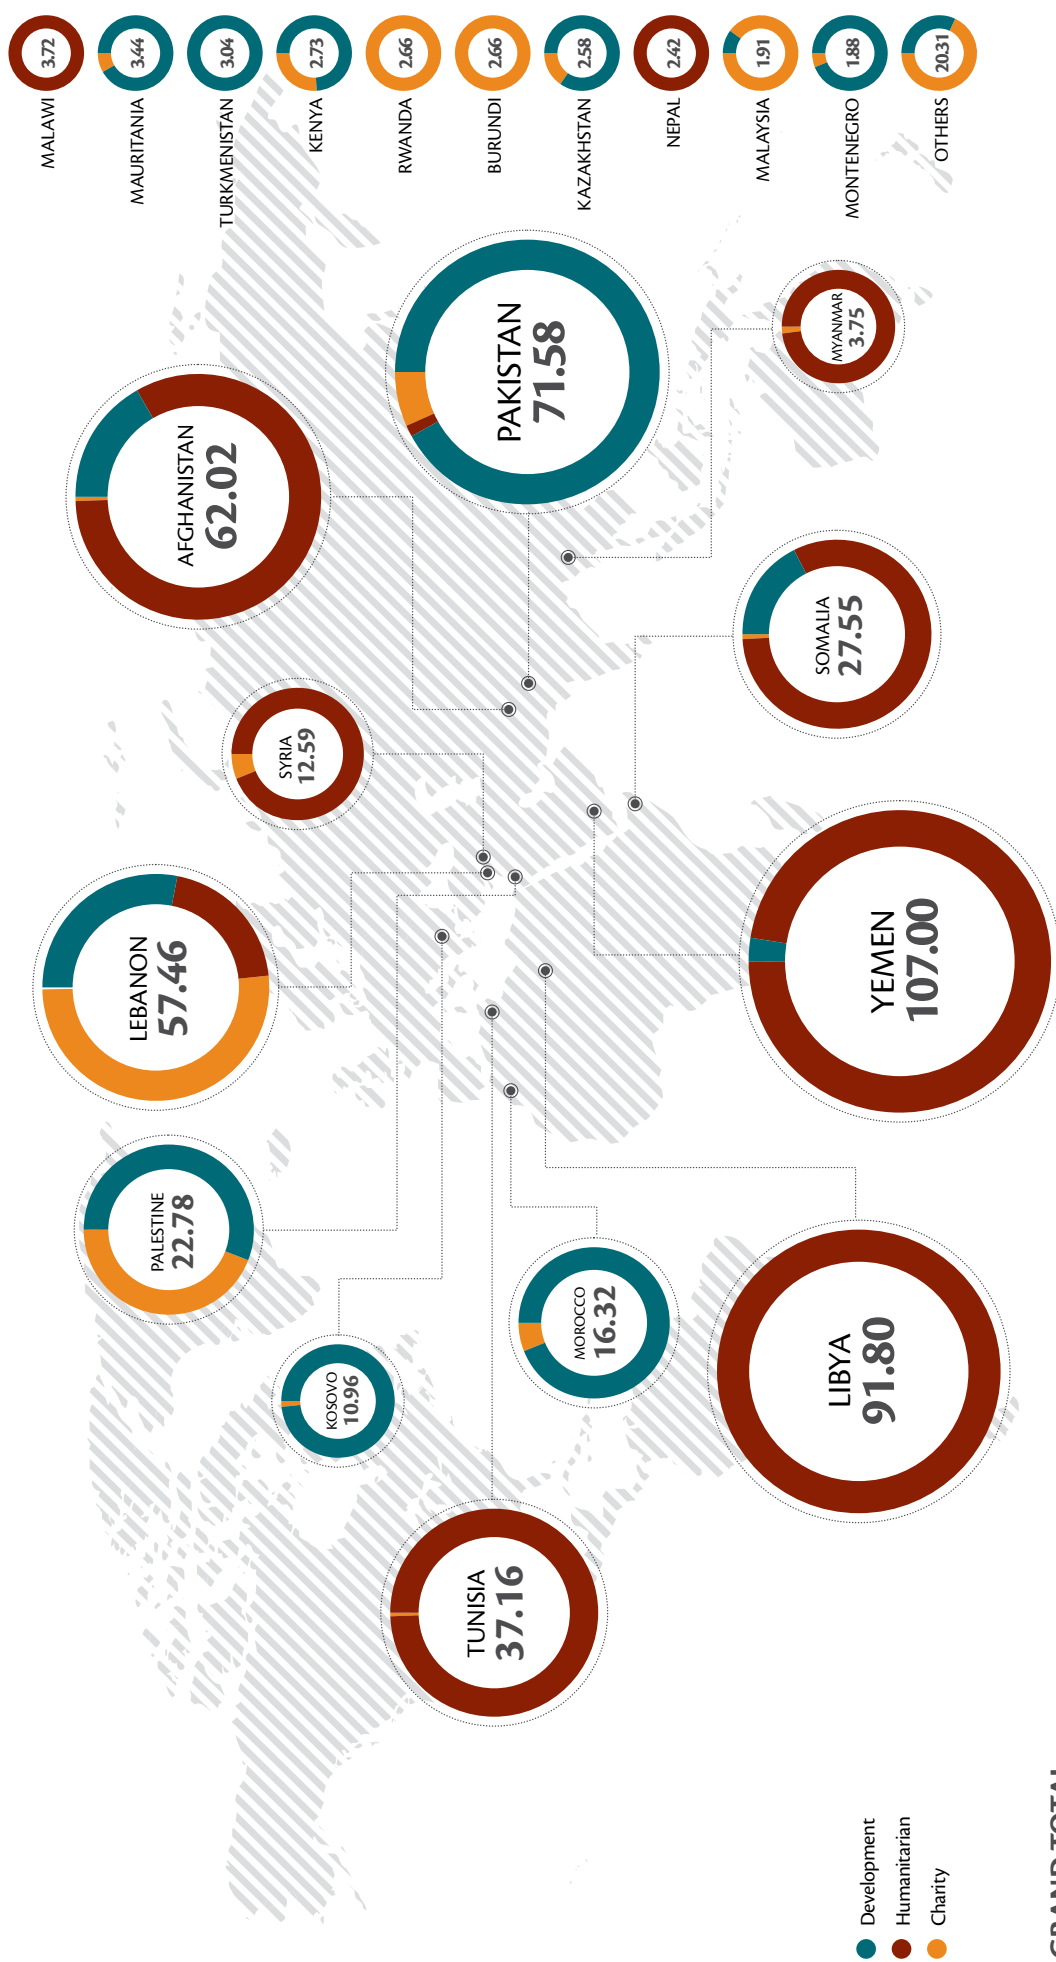 TUNISIA
37.16
KOSOVO
10.96
PALESTINE
22.78
LEBANON
57.46
SYRIA
12.59
AFGHANISTAN
62.02
PAKISTAN
71.58
MYANMAR
3.75
MOROCCO
16.32
LIBYA
91.80
YEMEN
107.00
SOMALIA
27.55
MALAWI
3.72
MAURITANIA
3.44
TURKMENISTAN
3.04
KENYA
2.73
RWANDA
2.66
BURUNDI
2.66
KAZAKHSTAN
2.58
NEPAL
2.42
MALAYSIA
1.91
MONTENEGRO
1.88
OTHERS
20.31
Development
Humanitarian
Charity
GRAND TOTAL